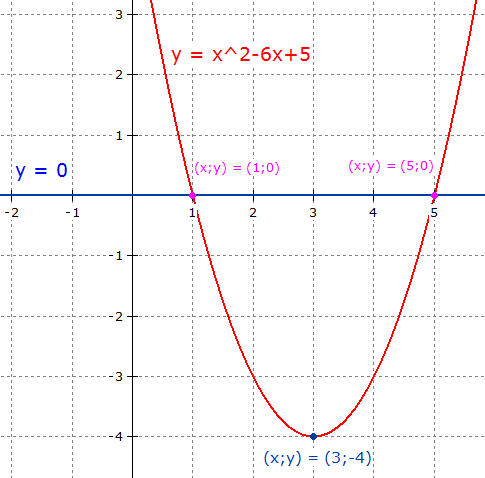 3
y = x^2-6x+5
2
1
(x;y) = (1;0)
(x;y) = (5;0)
y = 0
-2
-1
1
2
3
4
5
-1
-2
-3
-4
(x;y) = (3;-4)